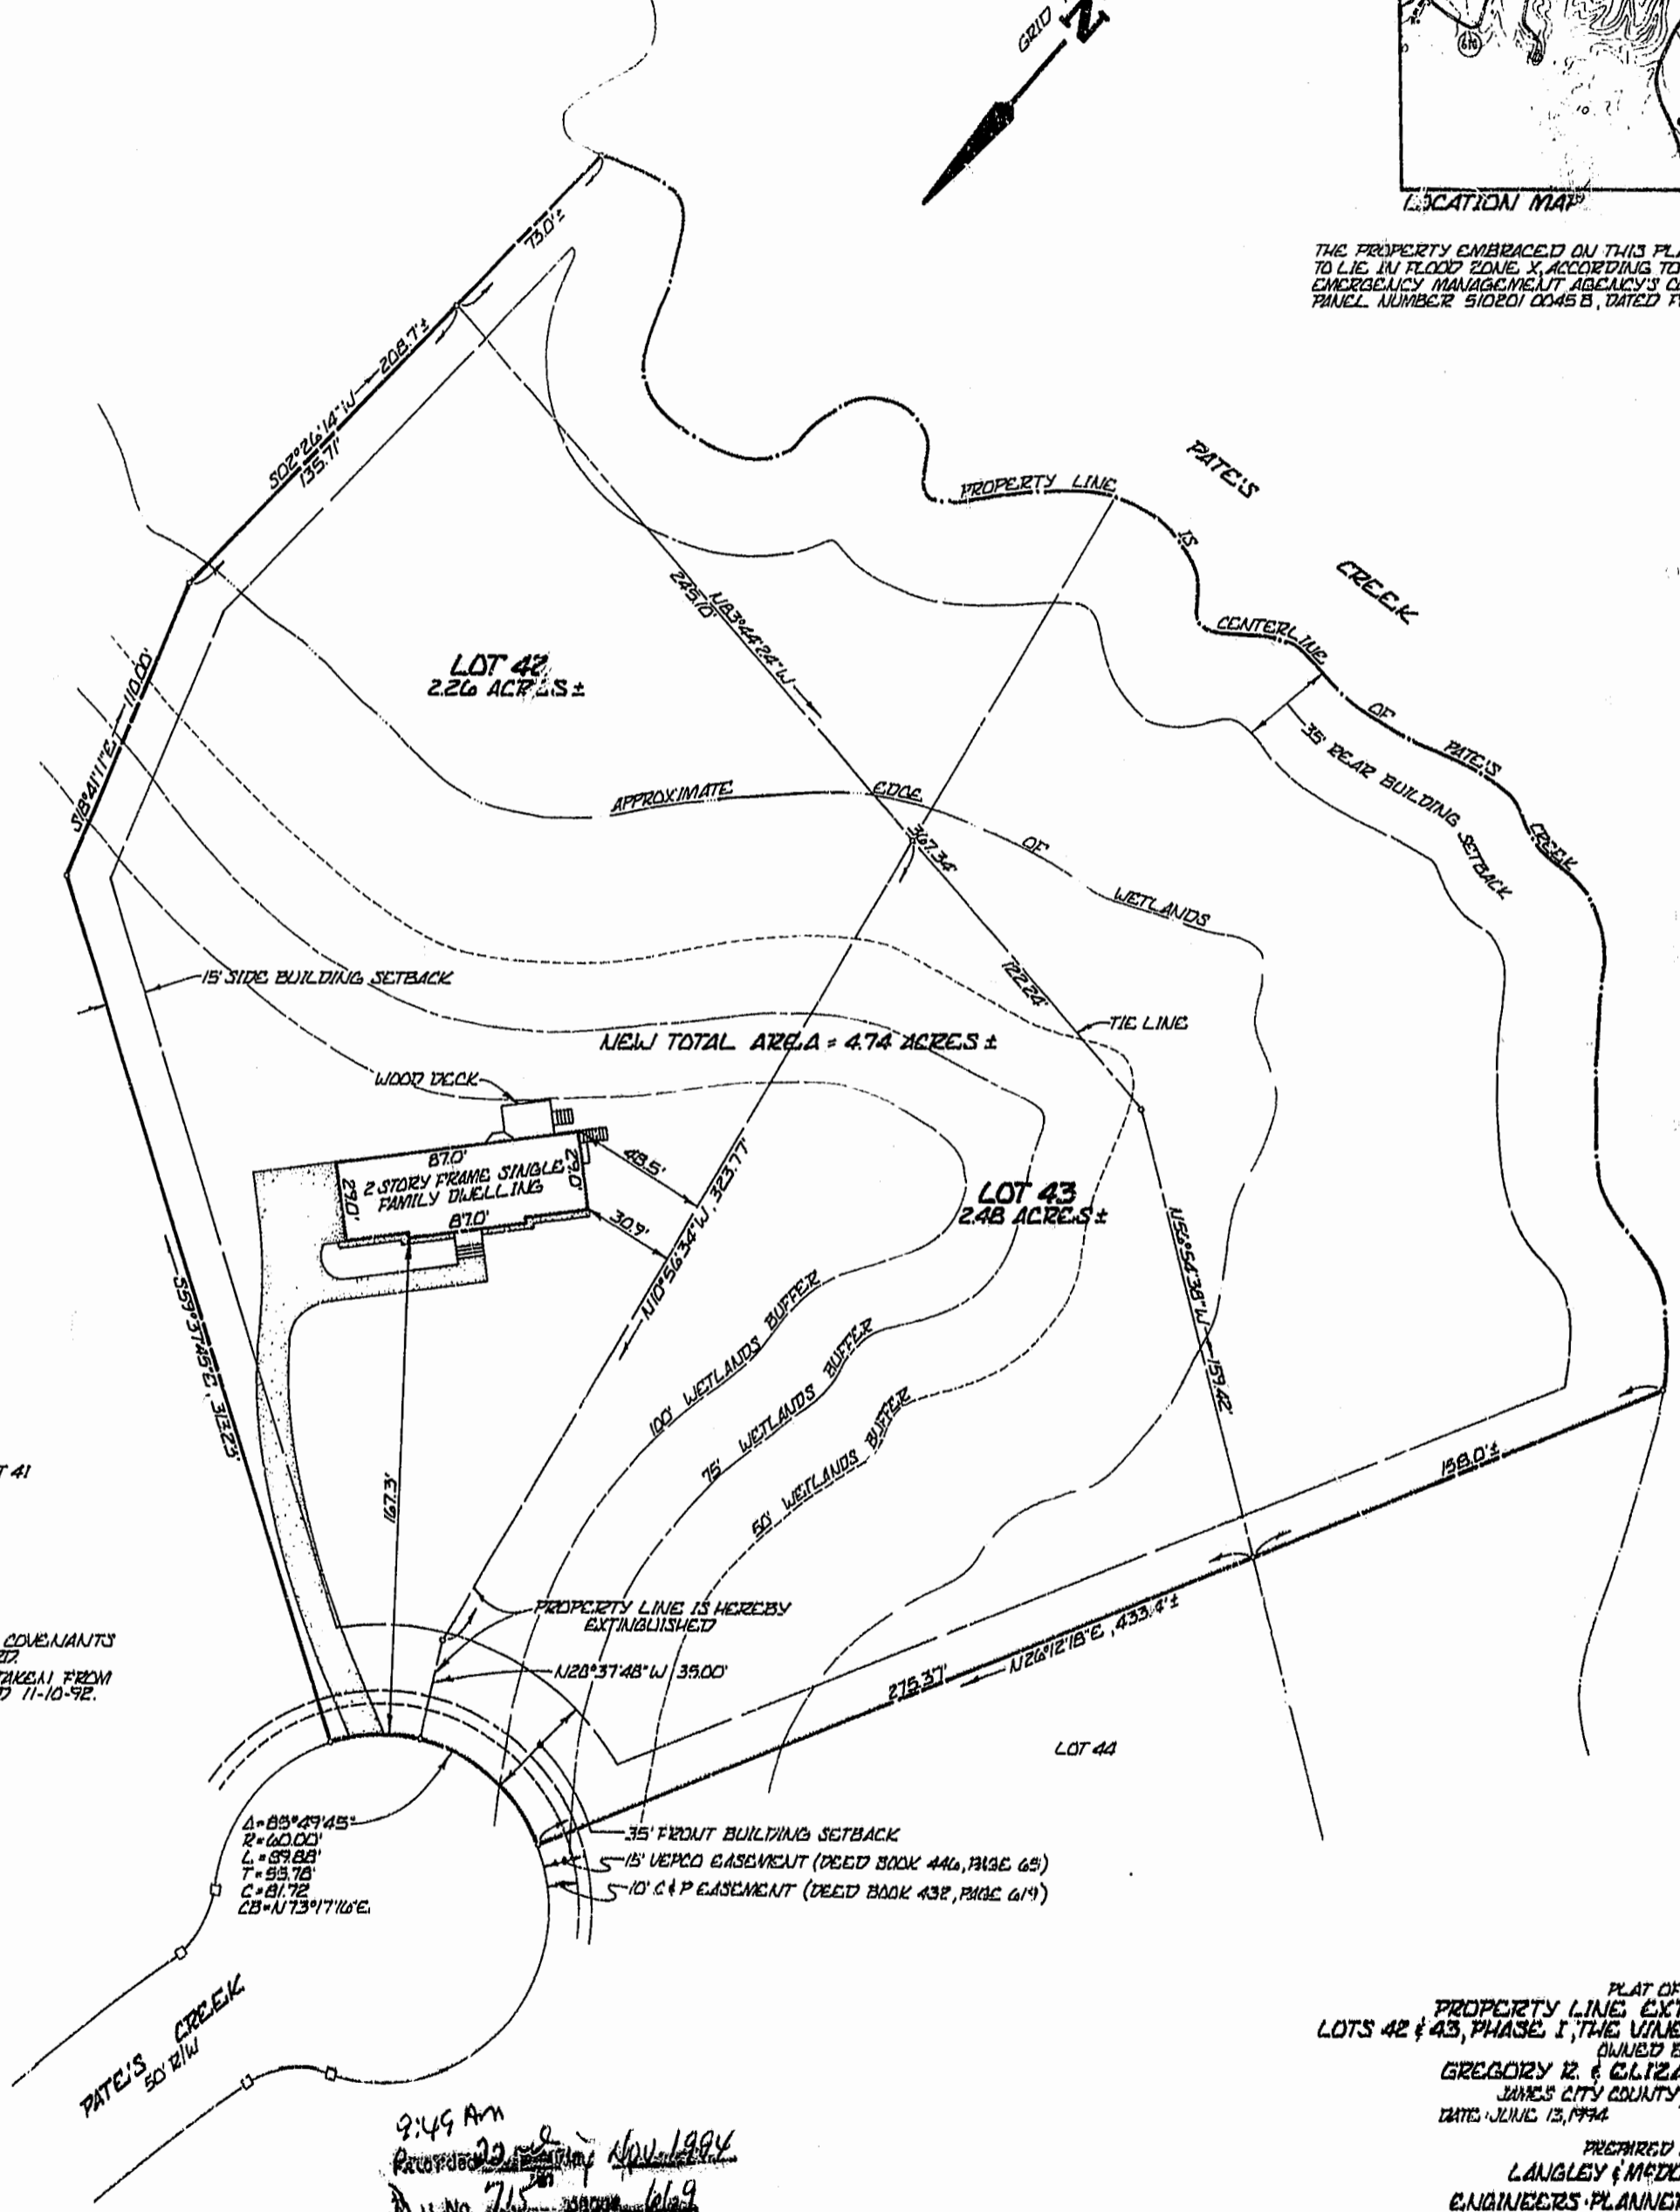 GRID
N
616
LOCATION MAP
THE PROPERTY EMBRACED ON THIS
TO LIE IN FLOOD ZONE X, ACCORDING TO
EMERGENCY MANAGEMENT AGENCY'S
PANEL NUMBER 510201 0045 B, DATED
73.0'±
S02°26'14"W 208.7'±
135.71'
PATE'S
CREEK
PROPERTY LINE IS CENTERLINE OF PATE'S CREEK
35' REAR BUILDING SETBACK
N83°44'24"W
245.10'
367.34'
122.24'
TIE LINE
S18°41'11"E 110.00'
LOT 42
2.26 ACRES ±
APPROXIMATE EDGE OF WETLANDS
15' SIDE BUILDING SETBACK
NEW TOTAL AREA = 4.74 ACRES ±
WOOD DECK
87.0'
29.0'
2 STORY FRAME SINGLE
FAMILY DWELLING
29.0'
87.0'
48.5'
30.9'
N10°56'34"W, 323.77'
LOT 43
2.48 ACRES ±
N56°54'38"W 159.42'
S59°37'45"E, 313.23'
167.3'
100' WETLANDS BUFFER
75' WETLANDS BUFFER
50' WETLANDS BUFFER
158.0'±
N26°12'18"E, 433.4'±
275.37'
41
COVENANTS
TAKEN FROM
11-10-92.
PROPERTY LINE IS HEREBY
EXTINGUISHED
N28°37'48"W 35.00'
LOT 44
Δ=85°49'45"
R=60.00'
L=89.88'
T=55.78'
C=81.72
CB=N73°17'16"E
35' FRONT BUILDING SETBACK
15' VEPCO EASEMENT (DEED BOOK 446, PAGE 65)
10' C & P EASEMENT (DEED BOOK 432, PAGE 619)
PATE'S CREEK
50' R/W
PLAT OF
PROPERTY LINE
LOTS 42 & 43, PHASE I, THE
OWNED
GREGORY R. &
JAMES CITY COUNTY
DATE: JUNE 13, 1994
PREPARED
LANGLEY &
ENGINEERS·
9:49 Am
Nov. 1994
No. 715